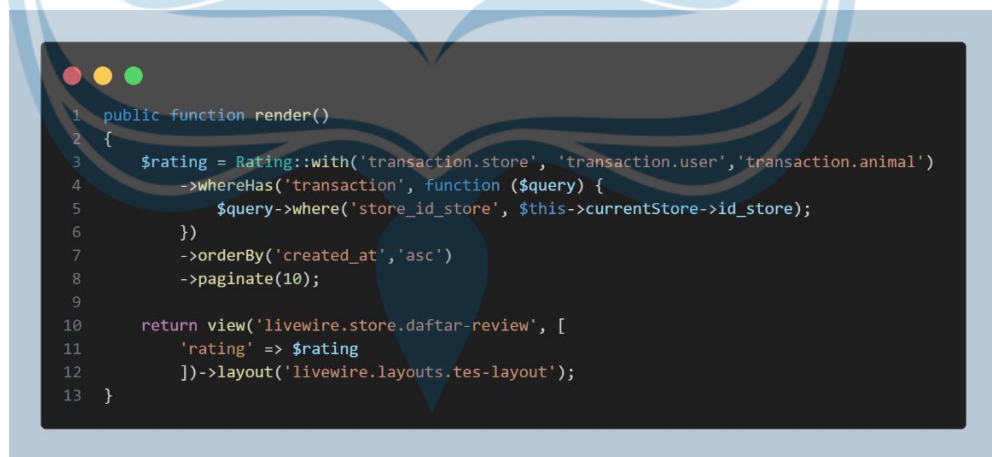 1 public function render()
2 {
3     $rating = Rating::with('transaction.store', 'transaction.user','transaction.animal')
4         ->whereHas('transaction', function ($query) {
5            $query->where('store_id_store', $this->currentStore->id_store);
6         })
7         ->orderBy('created_at','asc')
8         ->paginate(10);
9
10     return view('livewire.store.daftar-review', [
11         'rating' => $rating
12         ])->layout('livewire.layouts.tes-layout');
13 }